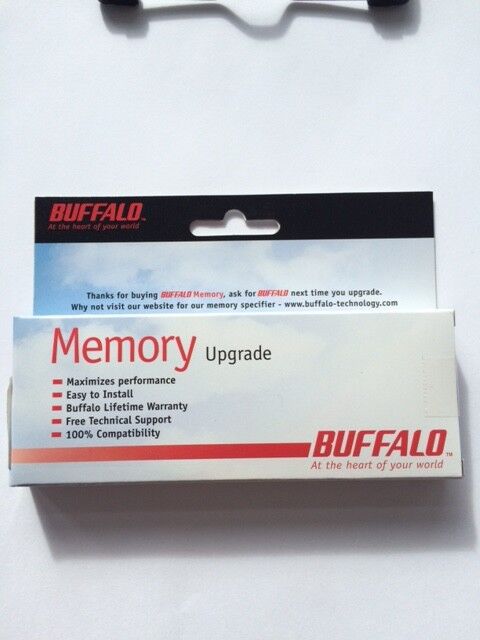 BUFFALO™
At the heart of your world
Thanks for buying BUFFALO Memory, ask for BUFFALO next time you upgrade.
Why not visit our website for our memory specifier - www.buffalo-technology.com
Memory Upgrade
Maximizes performance
Easy to Install
Buffalo Lifetime Warranty
Free Technical Support
100% Compatibility
BUFFALO™
At the heart of your world